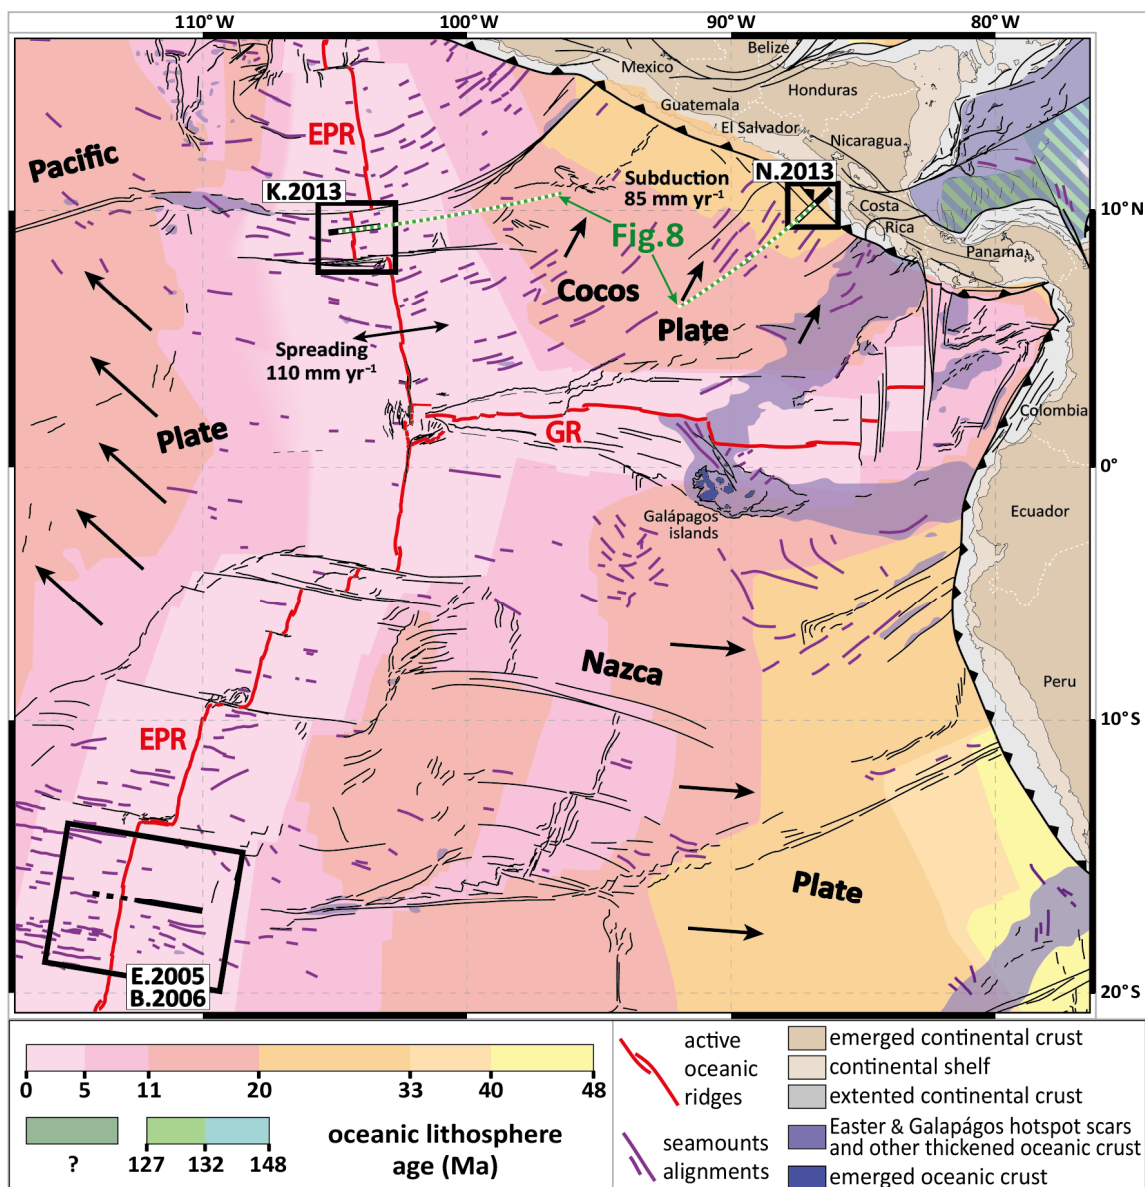 110°W
100°W
90°W
80°W
Belize
Mexico
Honduras
Guatemala
EPR
El Salvador
Nicaragua
Pacific
N.2013
K.2013
Subduction
85 mm yr⁻¹
Costa
Rica
10°N
Fig.8
Panama
Cocos
Plate
Spreading
110 mm yr⁻¹
Colombia
Plate
GR
0°
Galápagos
islands
Ecuador
Nazca
Peru
10°S
EPR
Plate
E.2005
B.2006
20°S
0
5
11
20
33
40
48
?
127
132
148
oceanic lithosphere
age (Ma)
active
oceanic
ridges
seamounts
alignments
emerged continental crust
continental shelf
extented continental crust
Easter & Galapágos hotspot scars
and other thickened oceanic crust
emerged oceanic crust